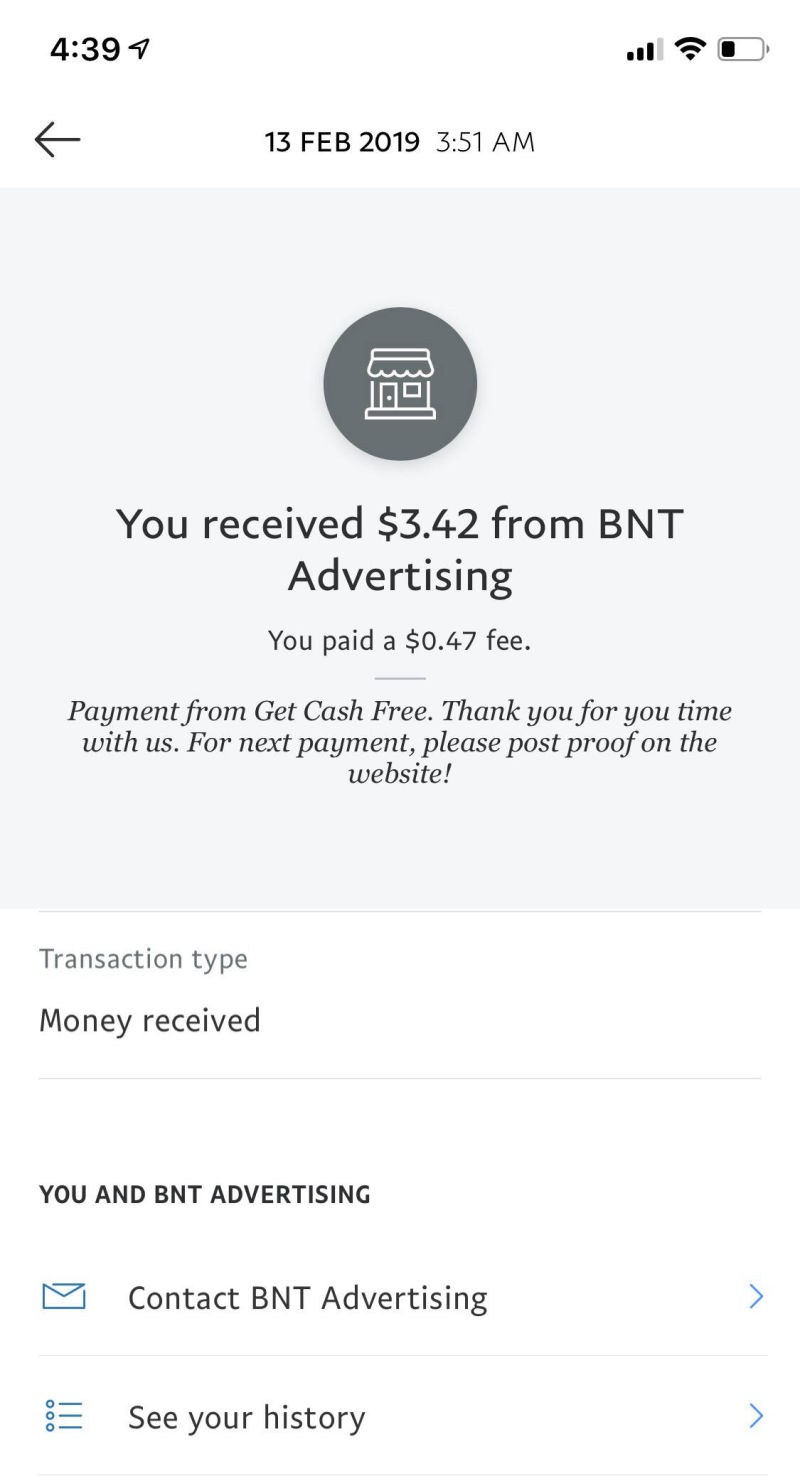 4:39
13 FEB 2019 3:51 AM
You received $3.42 from BNT
Advertising
You paid a $0.47 fee.
Payment from Get Cash Free. Thank you for you time
with us. For next payment, please post proof on the
website!
Transaction type
Money received
YOU AND BNT ADVERTISING
Contact BNT Advertising
See your history